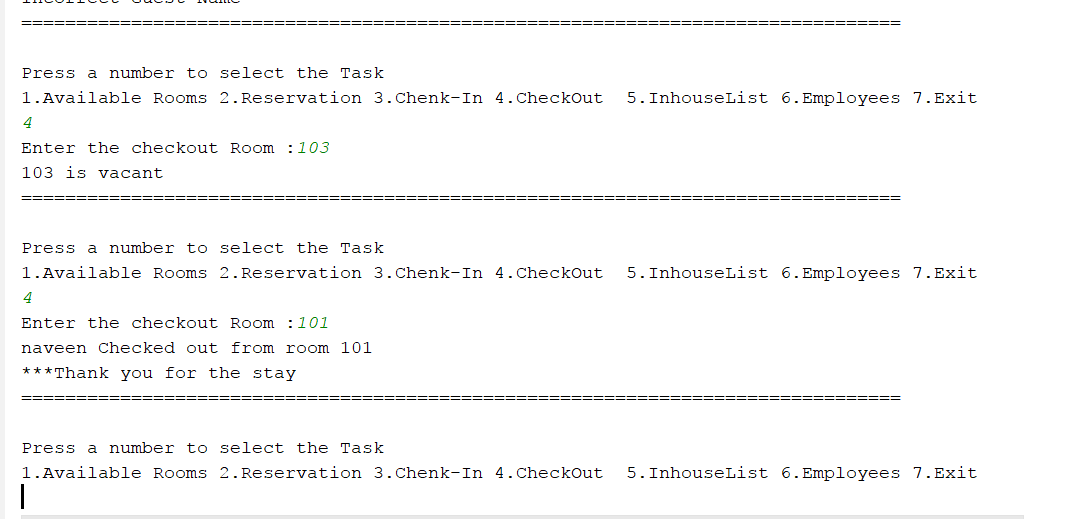 Incorrect Guest Name
================================================================================
Press a number to select the Task
1.Available Rooms 2.Reservation 3.Chenk-In 4.CheckOut  5.InhouseList 6.Employees 7.Exit
4
Enter the checkout Room :103
103 is vacant
================================================================================
Press a number to select the Task
1.Available Rooms 2.Reservation 3.Chenk-In 4.CheckOut  5.InhouseList 6.Employees 7.Exit
4
Enter the checkout Room :101
naveen Checked out from room 101
***Thank you for the stay
================================================================================
Press a number to select the Task
1.Available Rooms 2.Reservation 3.Chenk-In 4.CheckOut  5.InhouseList 6.Employees 7.Exit